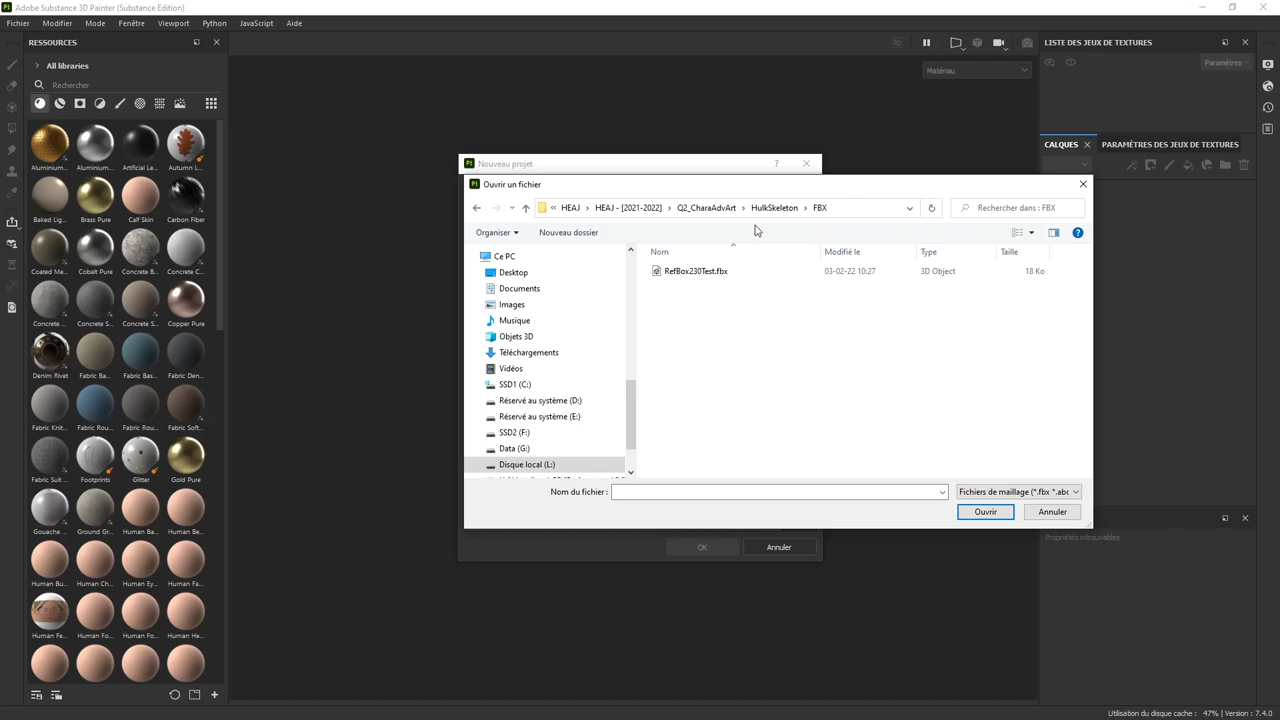 Adobe Substance 3D Painter (Substance Edition)
Fichier Modifier Mode Fenêtre Viewport Python JavaScript Aide
RESSOURCES
All libraries
Rechercher
Aluminium... Aluminium... Artificial Le... Autumn L...
Baked Lig... Brass Pure Calf Skin Carbon Fiber
Coated Me... Cobalt Pure Concrete B... Concrete C...
Concrete ... Concrete S... Concrete S... Copper Pure
Denim Rivet Fabric Ba... Fabric Bas... Fabric Den...
Fabric Knit... Fabric Rou... Fabric Rou... Fabric Soft...
Fabric Suit ... Footprints Glitter Gold Pure
Gouache ... Ground Gr... Human Ba... Human Be...
Human Bu... Human Ch... Human Ey... Human Fa...
Human Fe... Human Fo... Human Fo... Human He...
Matériau
Nouveau projet
?
Ouvrir un fichier
« HEAJ › HEAJ - [2021-2022] › Q2_CharaAdvArt › HulkSkeleton › FBX
Rechercher dans : FBX
Organiser Nouveau dossier
Nom Modifié le Type Taille
RefBox230Test.fbx 03-02-22 10:27 3D Object 18 Ko
Ce PC
Desktop
Documents
Images
Musique
Objets 3D
Téléchargements
Vidéos
SSD1 (C:)
Réservé au système (D:)
Réservé au système (E:)
SSD2 (F:)
Data (G:)
Disque local (L:)
Nom du fichier :
Fichiers de maillage (*.fbx *.abc
Ouvrir Annuler
OK Annuler
LISTE DES JEUX DE TEXTURES
Paramètres
CALQUES PARAMÈTRES DES JEUX DE TEXTURES
Propriétés introuvables
Utilisation du disque cache : 47% | Version : 7.4.0